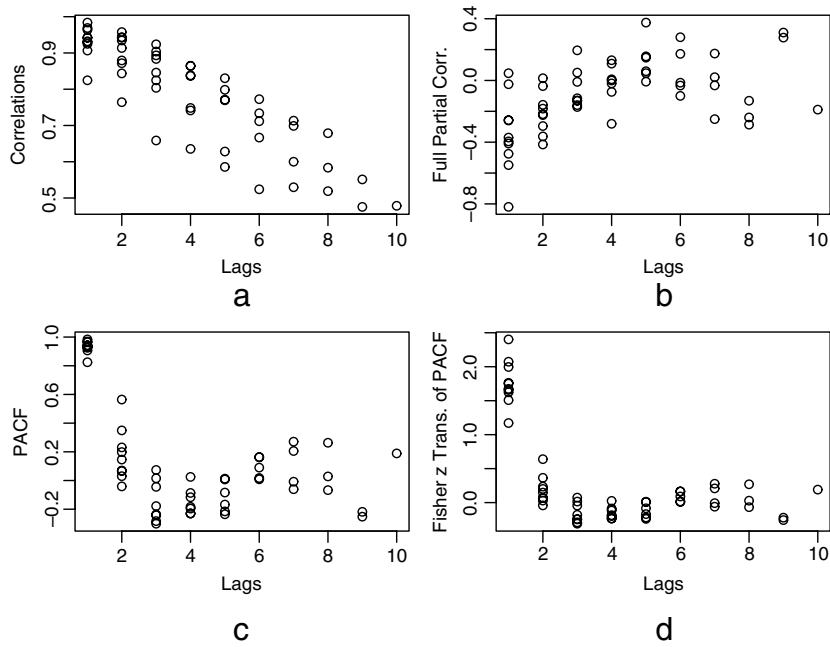 0.5 0.7 0.9
Correlations
2 4 6 8 10
Lags
a
−0.8 −0.4 0.0 0.4
Full Partial Corr.
2 4 6 8 10
Lags
b
−0.2 0.2 0.6 1.0
PACF
2 4 6 8 10
Lags
c
0.0 1.0 2.0
Fisher z Trans. of PACF
2 4 6 8 10
Lags
d